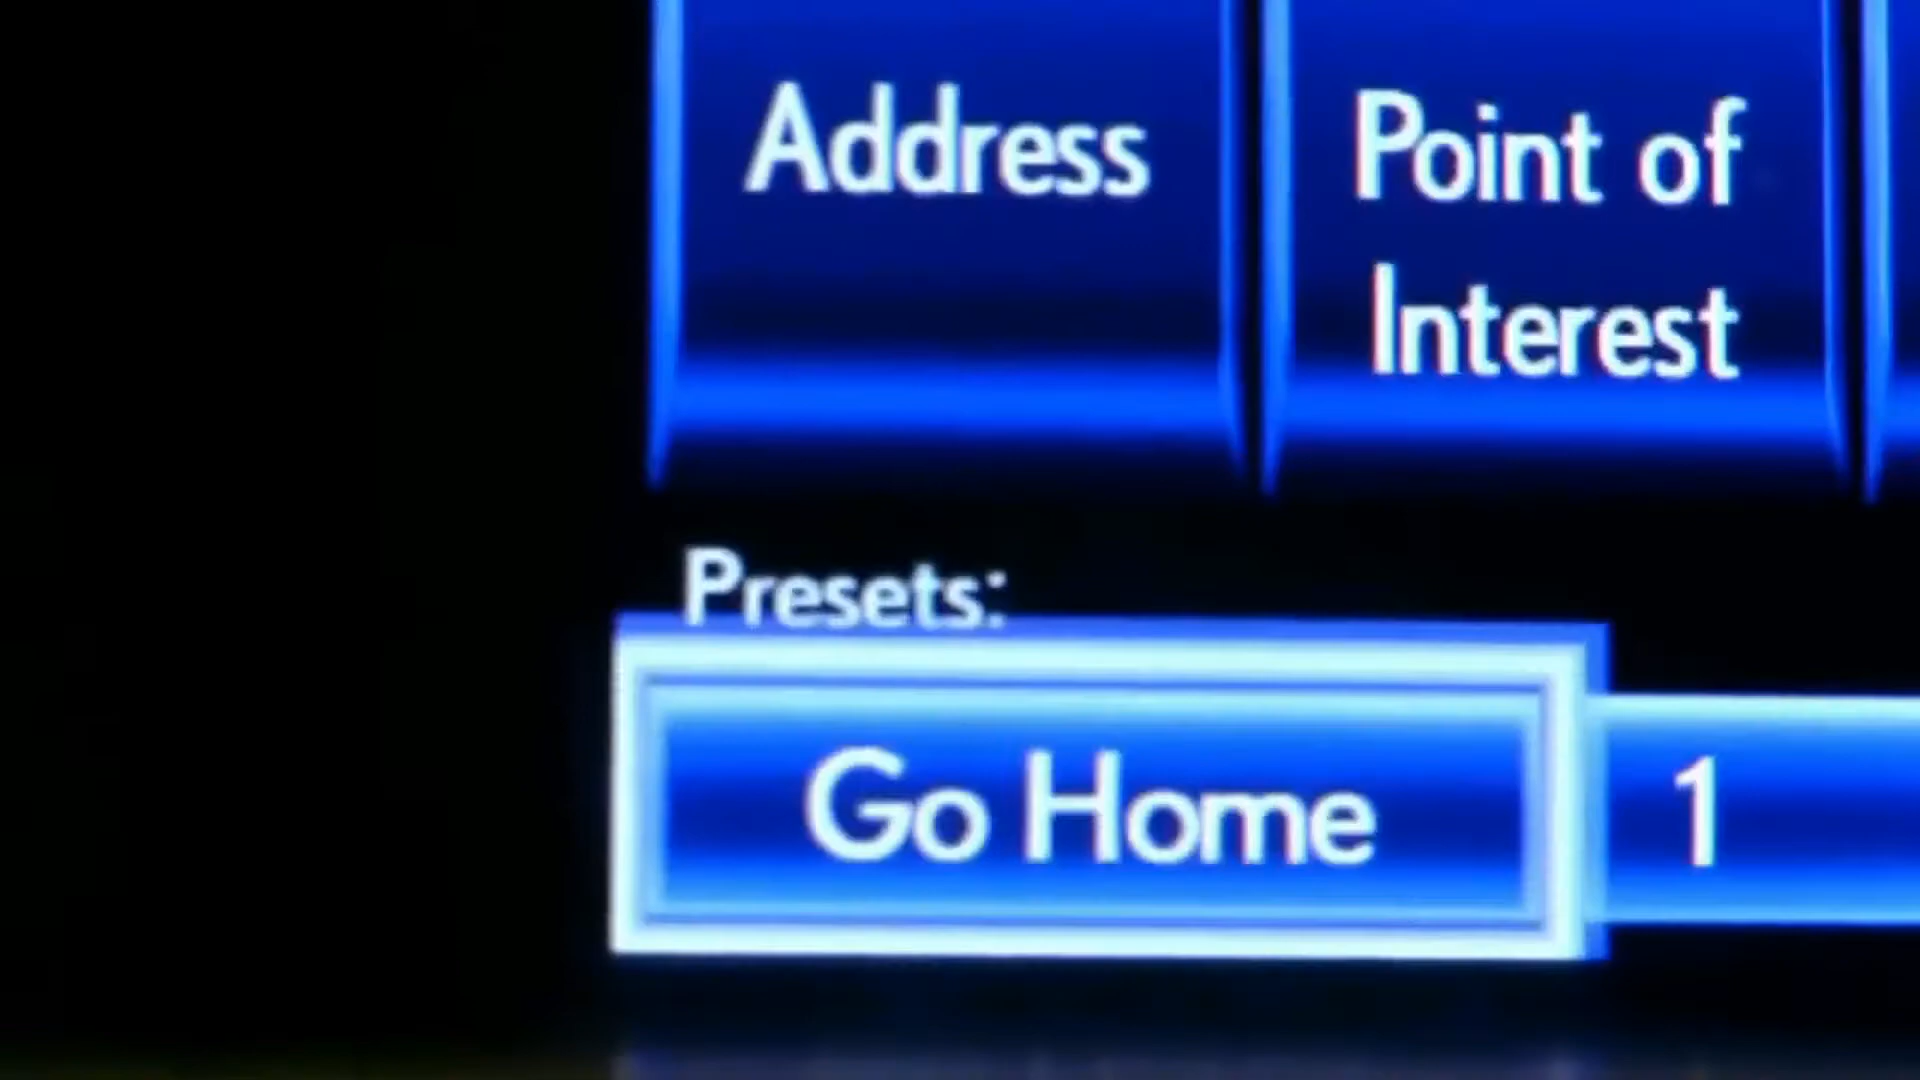 Address
Point of
Interest
Presets:
Go Home
1